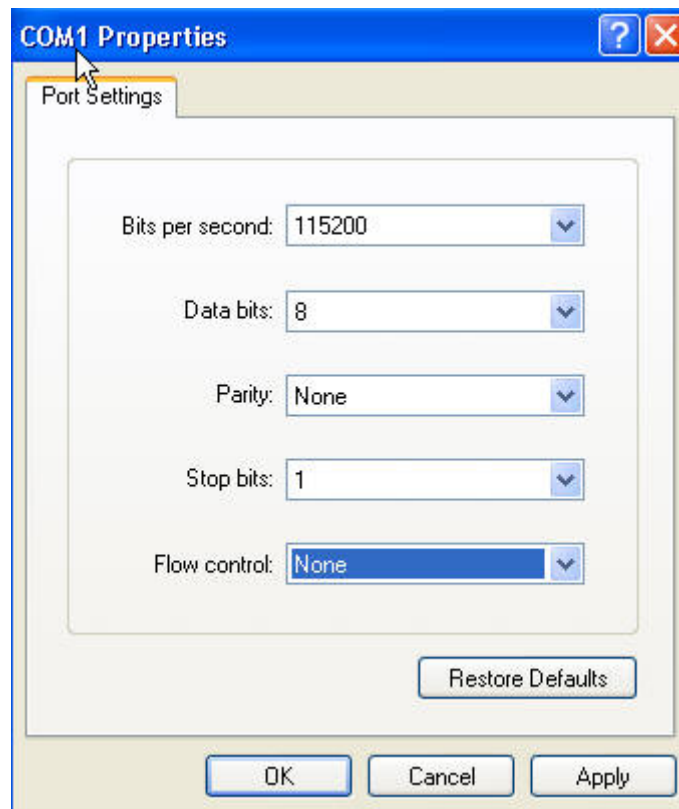 COM1 Properties
Port Settings
Bits per second: 115200
Data bits: 8
Parity: None
Stop bits: 1
Flow control: None
Restore Defaults
OK Cancel Apply